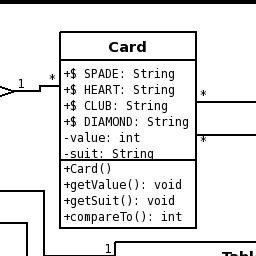 Card
1
*
+$ SPADE: String
+$ HEART: String
*
+$ CLUB: String
+$ DIAMOND: String
-value: int
*
-suit: String
+Card()
+getValue(): void
+getSuit(): void
+compareTo(): int
1